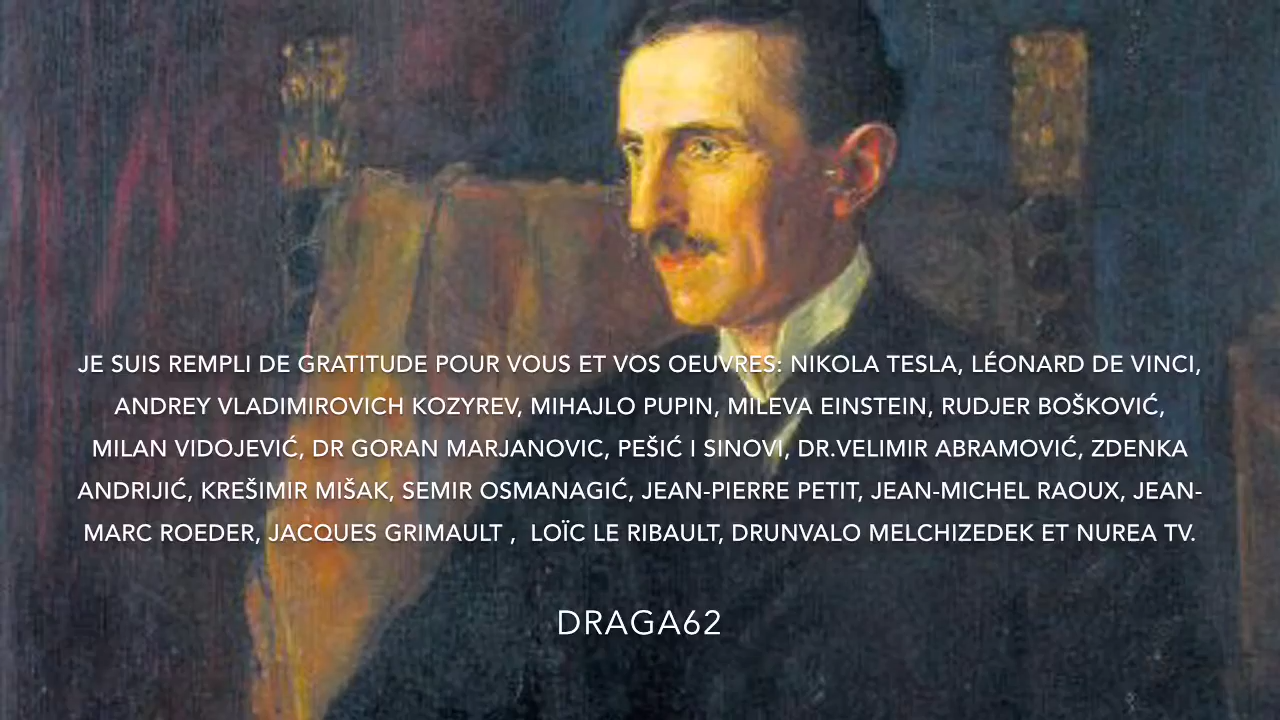 JE SUIS REMPLI DE GRATITUDE POUR VOUS ET VOS OEUVRES: NIKOLA TESLA, LÉONARD DE VINCI,
ANDREY VLADIMIROVICH KOZYREV, MIHAJLO PUPIN, MILEVA EINSTEIN, RUDJER BOŠKOVIĆ,
MILAN VIDOJEVIĆ, DR GORAN MARJANOVIC, PEŠIĆ I SINOVI, DR.VELIMIR ABRAMOVIĆ, ZDENKA
ANDRIJIĆ, KREŠIMIR MIŠAK, SEMIR OSMANAGIĆ, JEAN-PIERRE PETIT, JEAN-MICHEL RAOUX, JEAN-
MARC ROEDER, JACQUES GRIMAULT ,  LOÏC LE RIBAULT, DRUNVALO MELCHIZEDEK ET NUREA TV.
DRAGA62